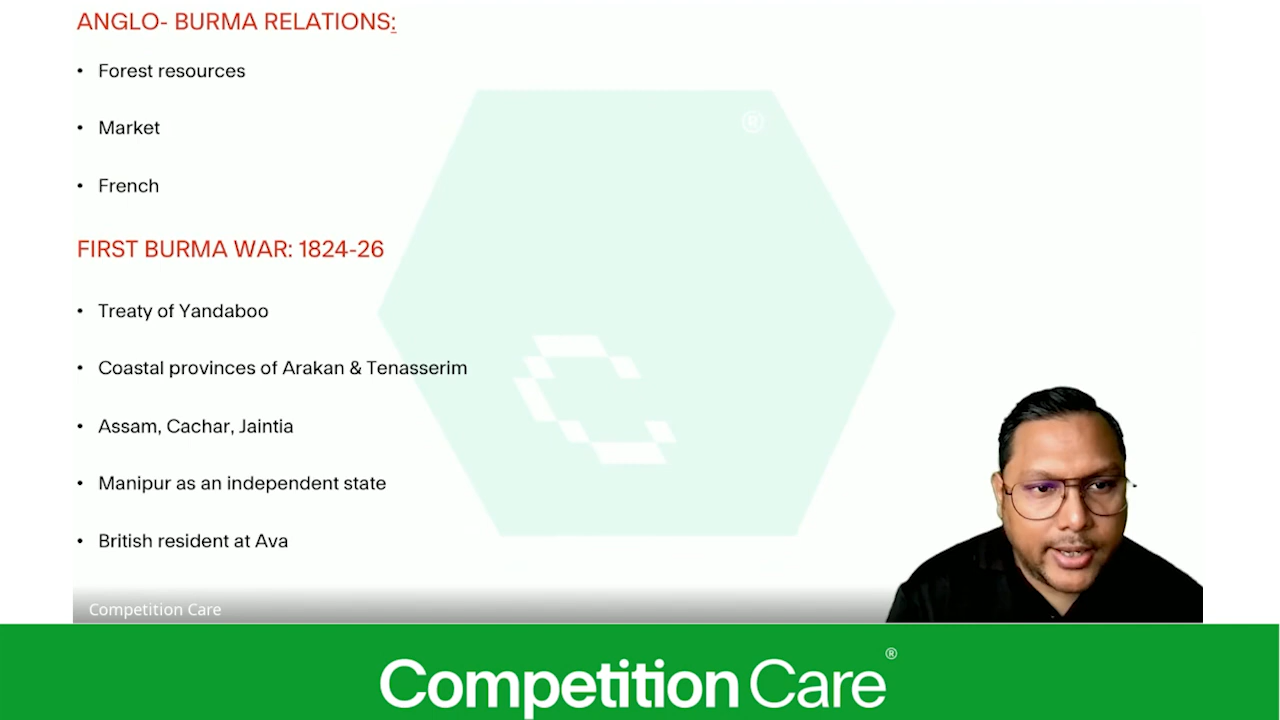 ANGLO- BURMA RELATIONS:
• Forest resources
• Market
• French
FIRST BURMA WAR: 1824-26
• Treaty of Yandaboo
• Coastal provinces of Arakan & Tenasserim
• Assam, Cachar, Jaintia
• Manipur as an independent state
• British resident at Ava
®
Competition Care
Competition Care®